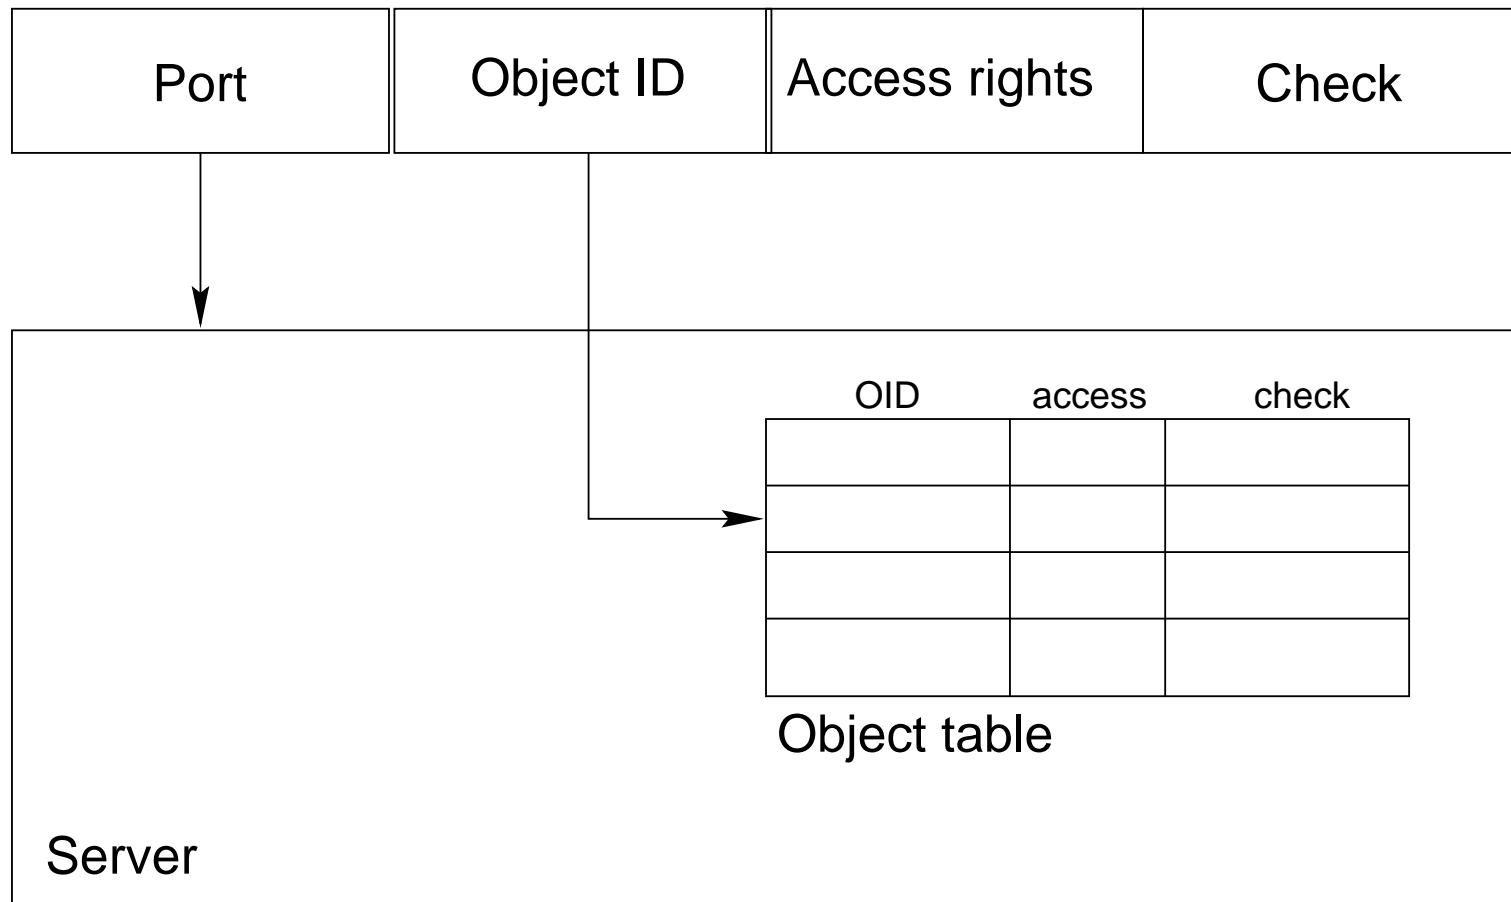 Port
Object ID
Access rights
Check
OID
access
check
Object table
Server